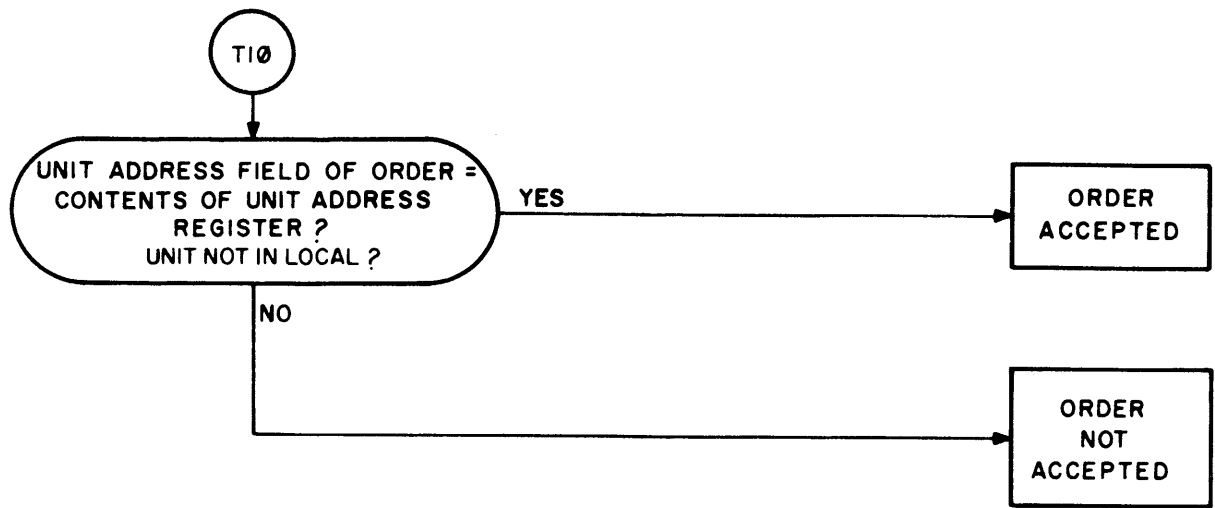 TIØ
UNIT ADDRESS FIELD OF ORDER =
CONTENTS OF UNIT ADDRESS
REGISTER ?
UNIT NOT IN LOCAL ?
YES
ORDER
ACCEPTED
NO
ORDER
NOT
ACCEPTED